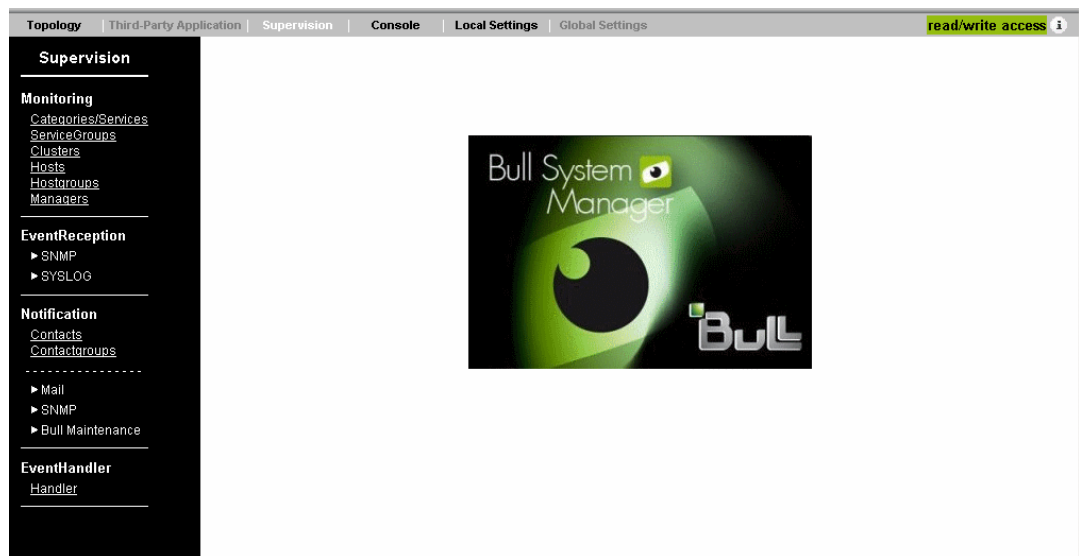 Topology | Third-Party Application | Supervision | Console | Local Settings | Global Settings read/write access i
Supervision
Monitoring
Categories/Services
ServiceGroups
Clusters
Hosts
Hostgroups
Managers
EventReception
►SNMP
►SYSLOG
Notification
Contacts
Contactgroups
►Mail
►SNMP
►Bull Maintenance
EventHandler
Handler
Bull System
Manager
Bull